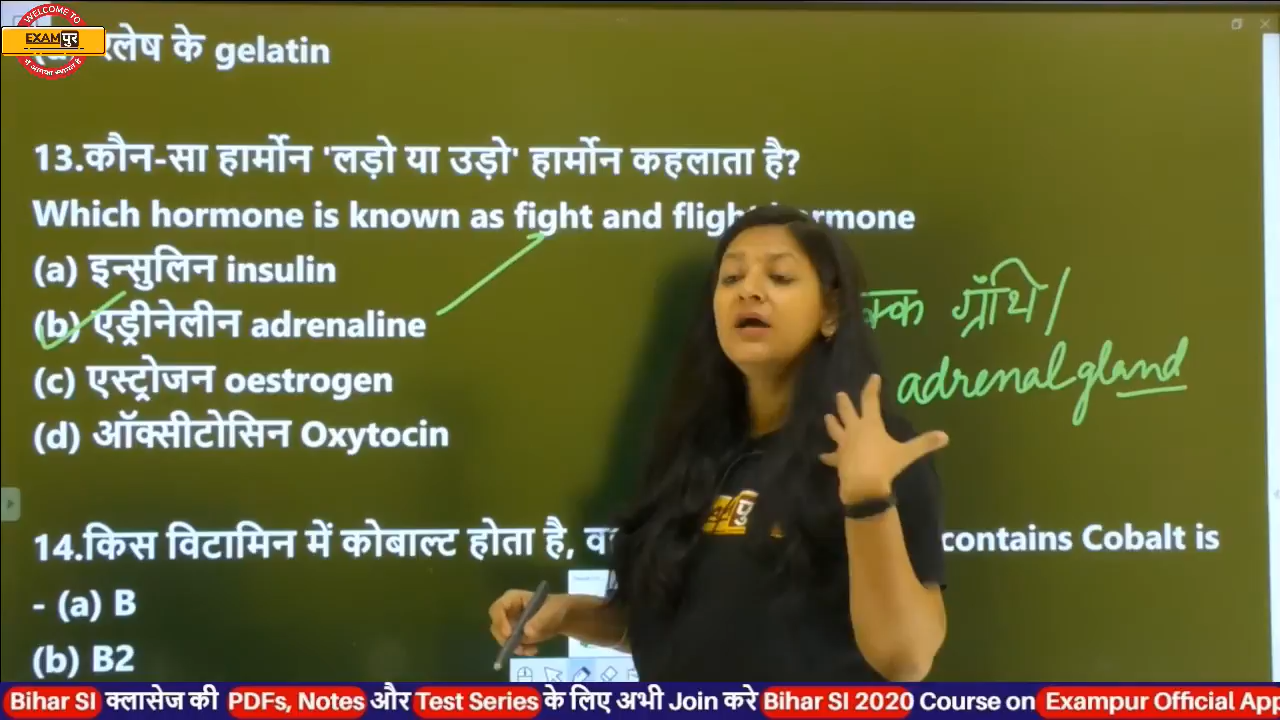 WELCOME TO
EXAMपुर
श्लेष के gelatin
13.कौन-सा हार्मोन 'लड़ो या उड़ो' हार्मोन कहलाता है?
Which hormone is known as fight and flight hormone
(a) इन्सुलिन insulin
(b) एड्रीनेलीन adrenaline
(c) एस्ट्रोजन oestrogen
(d) ऑक्सीटोसिन Oxytocin
ग्रंथि।
adrenal gland
14.किस विटामिन में कोबाल्ट होता है, contains Cobalt is
- (a) B
(b) B2
Bihar SI क्लासेज की PDFs, Notes और Test Series के लिए अभी Join करे Bihar SI 2020 Course on Exampur Official App